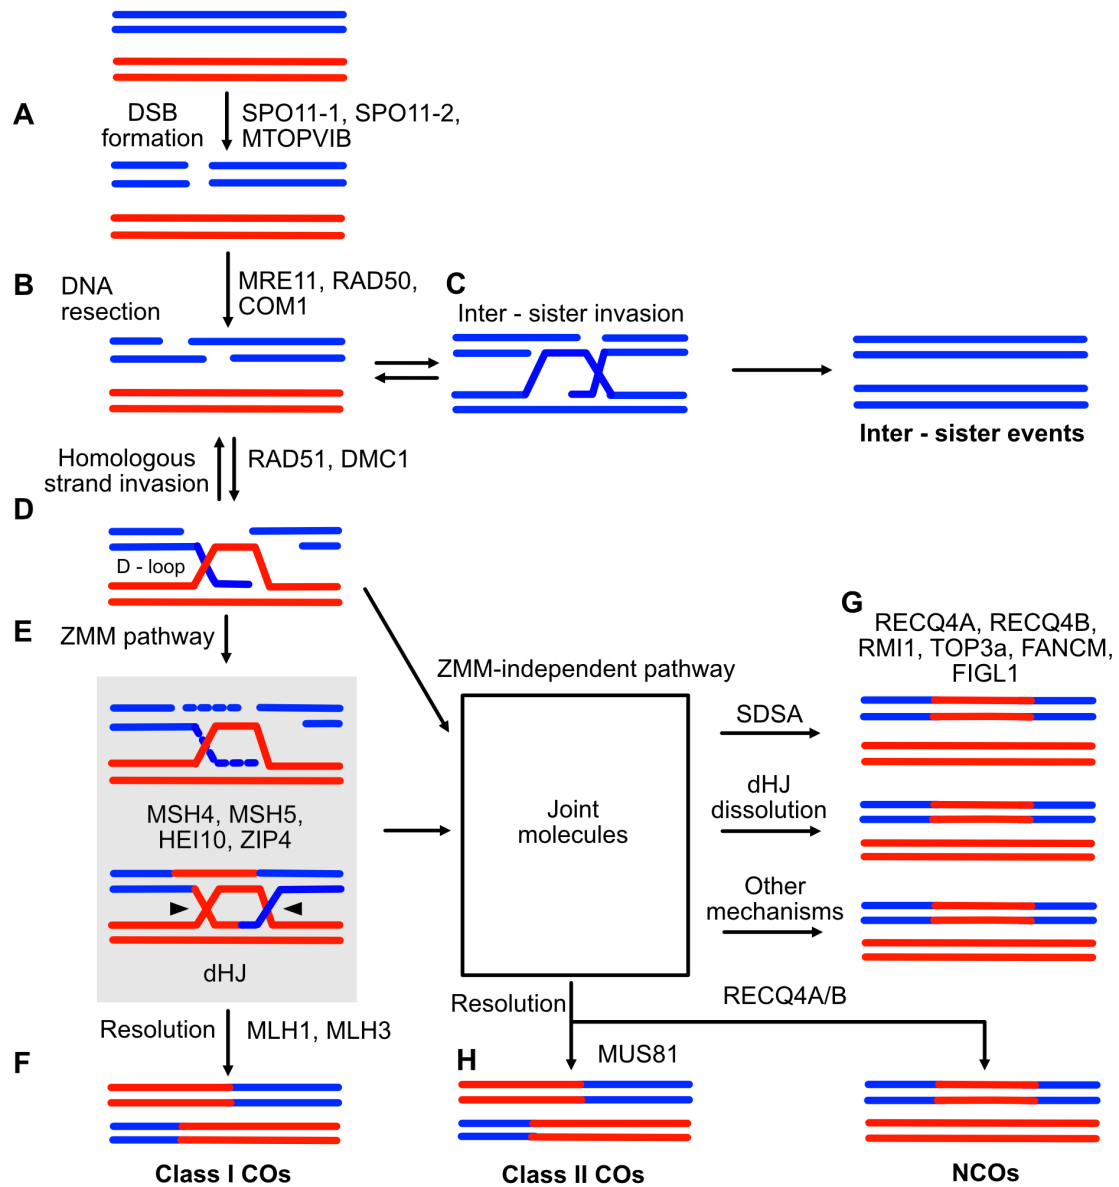 A
DSB
formation
SPO11-1, SPO11-2,
MTOPVIB
B
DNA
resection
MRE11, RAD50,
COM1
C
Inter - sister invasion
Inter - sister events
Homologous
strand invasion
RAD51, DMC1
D
D - loop
E
ZMM pathway
MSH4, MSH5,
HEI10, ZIP4
dHJ
ZMM-independent pathway
Joint
molecules
G
RECQ4A, RECQ4B,
RMI1, TOP3a, FANCM,
FIGL1
SDSA
dHJ
dissolution
Other
mechanisms
Resolution
MLH1, MLH3
F
Class I COs
Resolution
RECQ4A/B
H
MUS81
Class II COs
NCOs